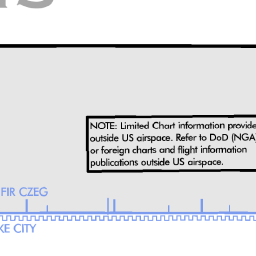 NOTE: Limited Chart information provide
outside US airspace. Refer to DoD (NGA
or foreign charts and flight information
publications outside US airspace.
FIR CZEG
KE CITY